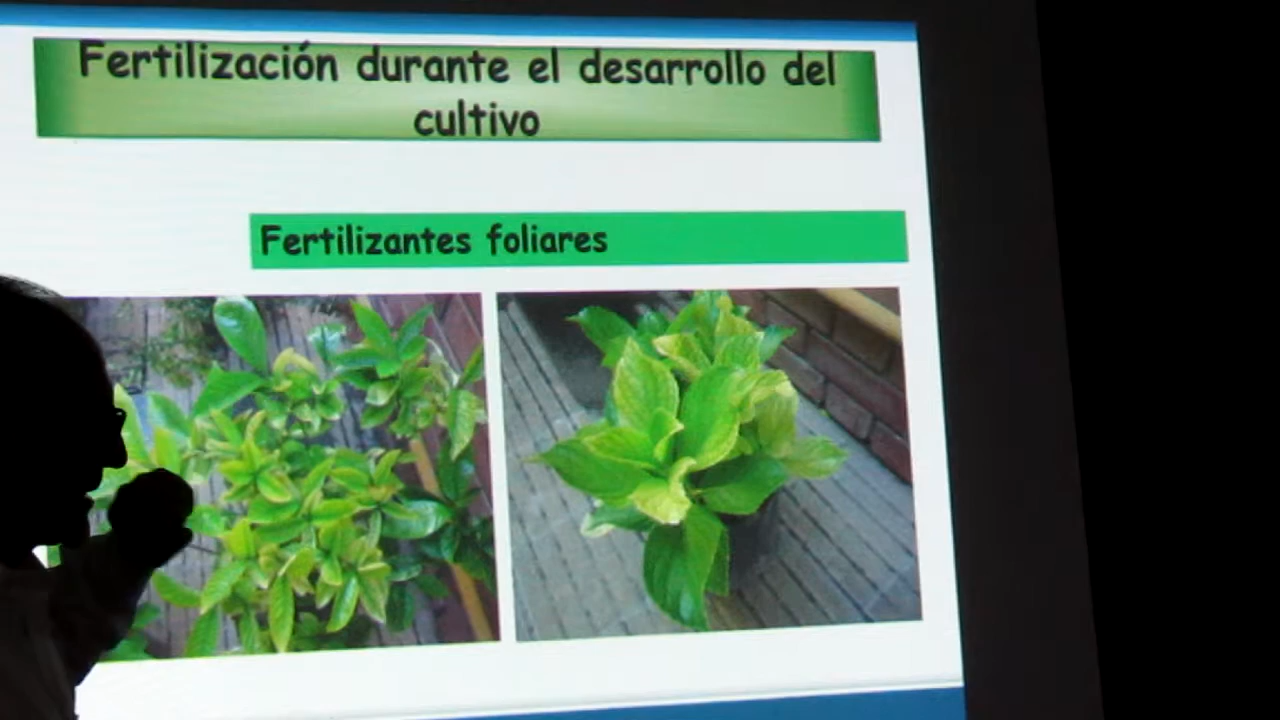 Fertilización durante el desarrollo del
cultivo
Fertilizantes foliares